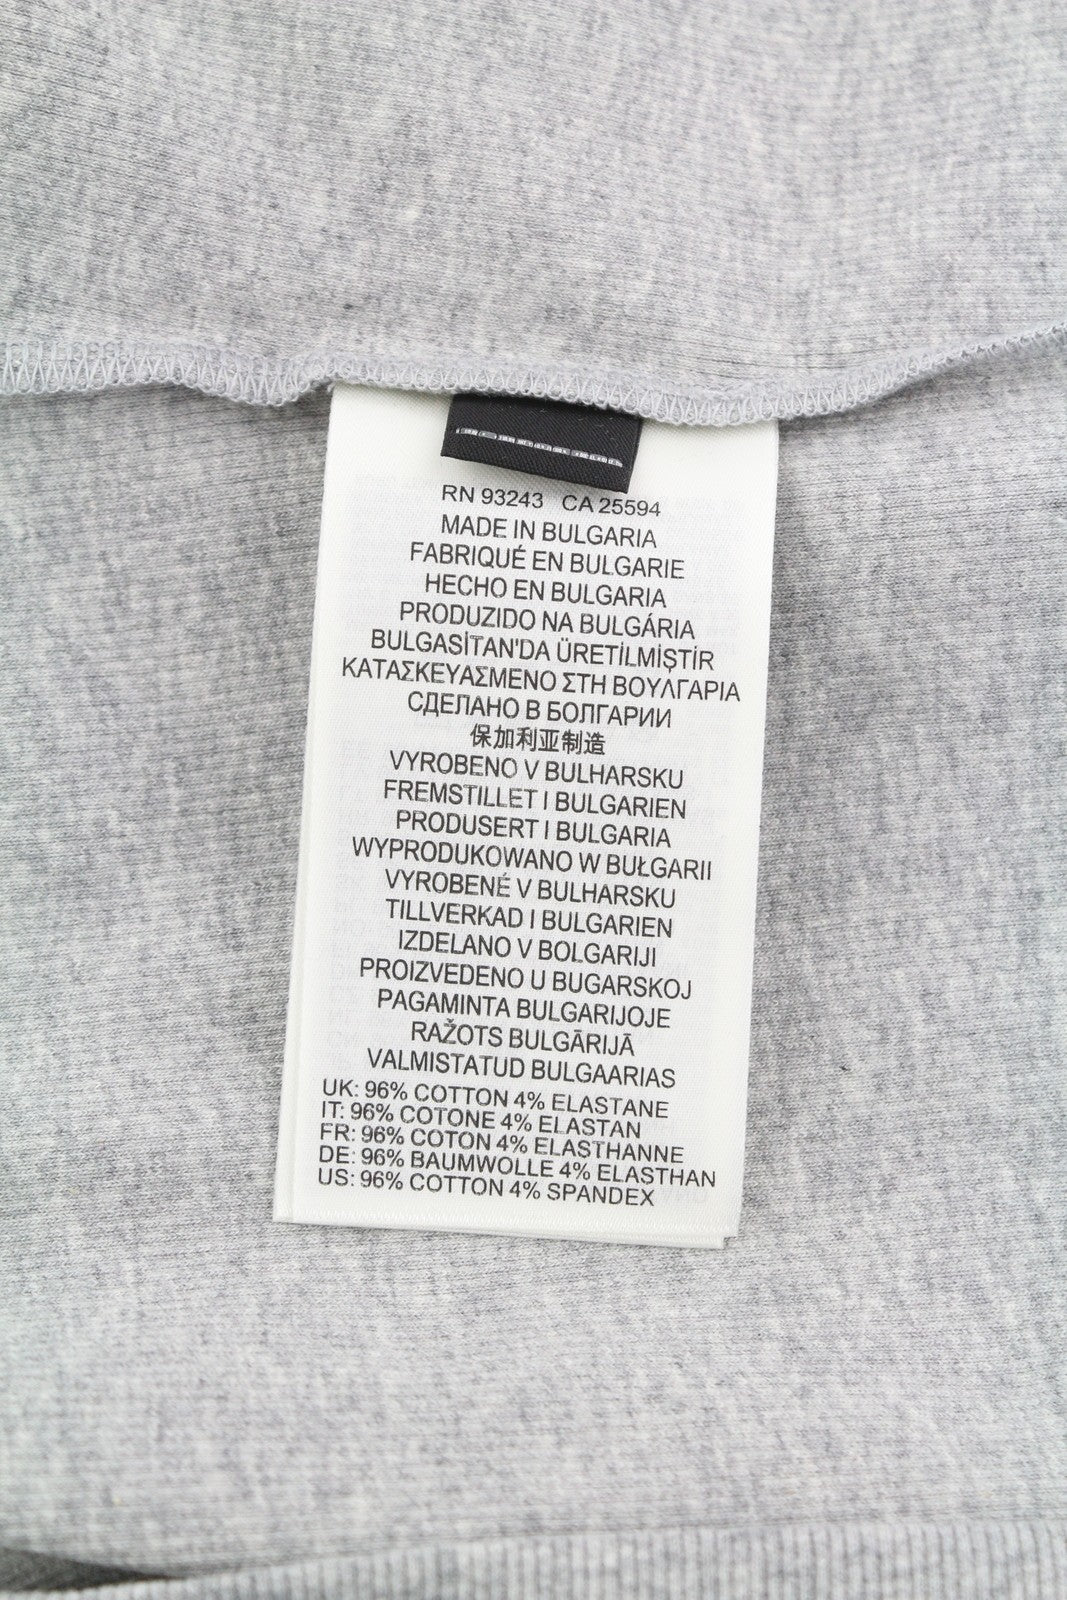 RN 93243 CA 25594
MADE IN BULGARIA
FABRIQUÉ EN BULGARIE
HECHO EN BULGARIA
PRODUZIDO NA BULGÁRIA
BULGASİTAN'DA ÜRETİLMİŞTİR
ΚΑΤΑΣΚΕΥΑΣΜΕΝΟ ΣΤΗ ΒΟΥΛΓΑΡΙΑ
СДЕЛАНО В БОЛГАРИИ
保加利亚制造
VYROBENO V BULHARSKU
FREMSTILLET I BULGARIEN
PRODUSERT I BULGARIA
WYPRODUKOWANO W BUŁGARII
VYROBENÉ V BULHARSKU
TILLVERKAD I BULGARIEN
IZDELANO V BOLGARIJI
PROIZVEDENO U BUGARSKOJ
PAGAMINTA BULGARIJOJE
RAŽOTS BULGĀRIJĀ
VALMISTATUD BULGAARIAS
UK: 96% COTTON 4% ELASTANE
IT: 96% COTONE 4% ELASTAN
FR: 96% COTON 4% ELASTHANNE
DE: 96% BAUMWOLLE 4% ELASTHAN
US: 96% COTTON 4% SPANDEX